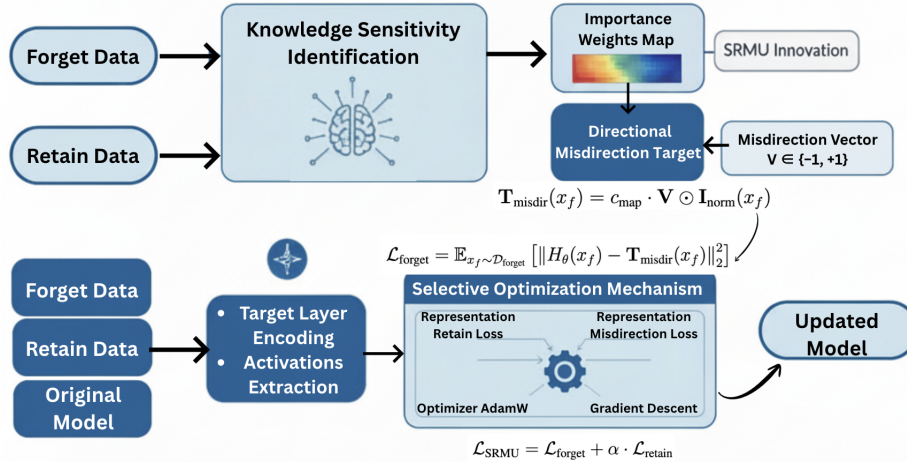 Forget Data
Retain Data
Knowledge Sensitivity
Identification
Importance
Weights Map
SRMU Innovation
Directional
Misdirection Target
Misdirection Vector
V ∈ {−1, +1}
T_misdir(x_f) = c_map · V ⊙ I_norm(x_f)
L_forget = 𝔼_{x_f∼D_forget} [‖H_θ(x_f) − T_misdir(x_f)‖₂²]
Forget Data
Retain Data
Original
Model
• Target Layer
Encoding
• Activations
Extraction
Selective Optimization Mechanism
Representation
Retain Loss
Representation
Misdirection Loss
Optimizer AdamW
Gradient Descent
Updated
Model
L_SRMU = L_forget + α · L_retain